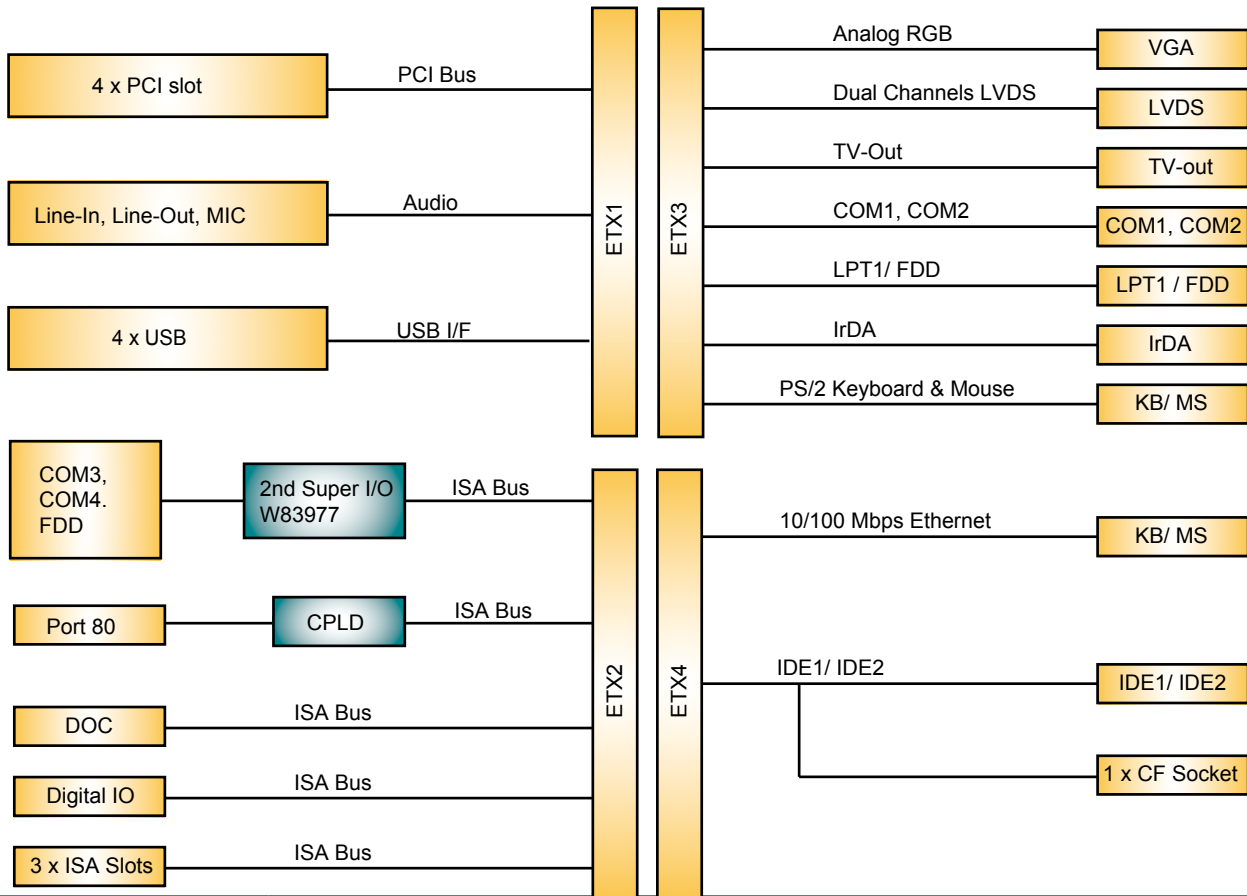 4 x PCI slot
PCI Bus
Line-In, Line-Out, MIC
Audio
4 x USB
USB I/F
ETX1
ETX3
Analog RGB
VGA
Dual Channels LVDS
LVDS
TV-Out
TV-out
COM1, COM2
COM1, COM2
LPT1/ FDD
LPT1 / FDD
IrDA
IrDA
PS/2 Keyboard & Mouse
KB/ MS
COM3,
COM4.
FDD
2nd Super I/O
W83977
ISA Bus
Port 80
CPLD
ISA Bus
DOC
ISA Bus
Digital IO
ISA Bus
3 x ISA Slots
ISA Bus
ETX2
ETX4
10/100 Mbps Ethernet
KB/ MS
IDE1/ IDE2
IDE1/ IDE2
1 x CF Socket